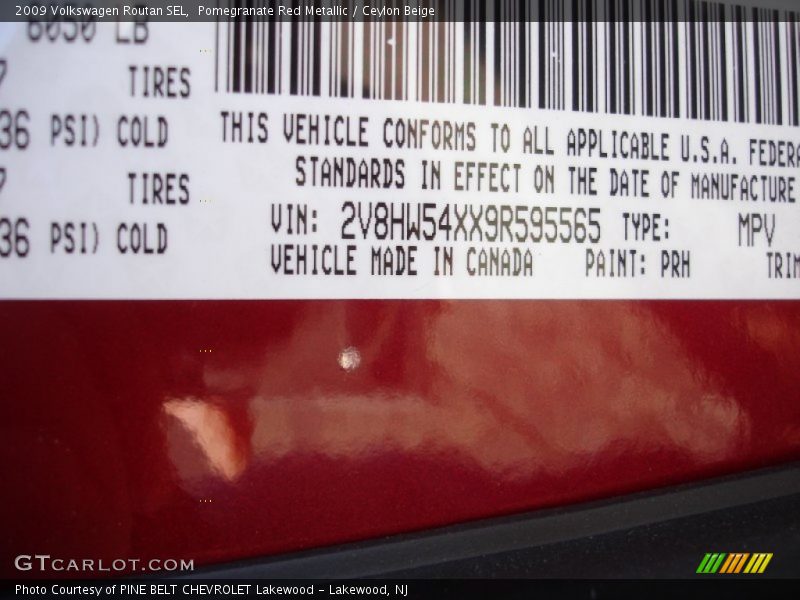 2009 Volkswagen Routan SEL, Pomegranate Red Metallic / Ceylon Beige
6050 LB
TIRES
36 PSI) COLD
TIRES
36 PSI) COLD
THIS VEHICLE CONFORMS TO ALL APPLICABLE U.S.A. FEDERA
STANDARDS IN EFFECT ON THE DATE OF MANUFACTURE
VIN: 2V8HW54XX9R595565 TYPE: MPV
VEHICLE MADE IN CANADA PAINT: PRH TRIM
GTCARLOT.COM
Photo Courtesy of PINE BELT CHEVROLET Lakewood - Lakewood, NJ